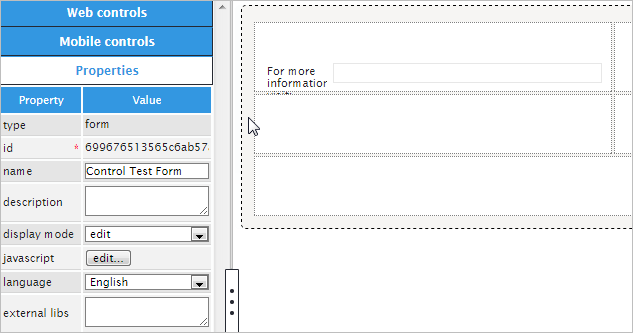 Web controls
Mobile controls
Properties
Property Value
type form
id * 699676513565c6ab57
name Control Test Form
description
display mode edit
javascript edit...
language English
external libs
For more
information